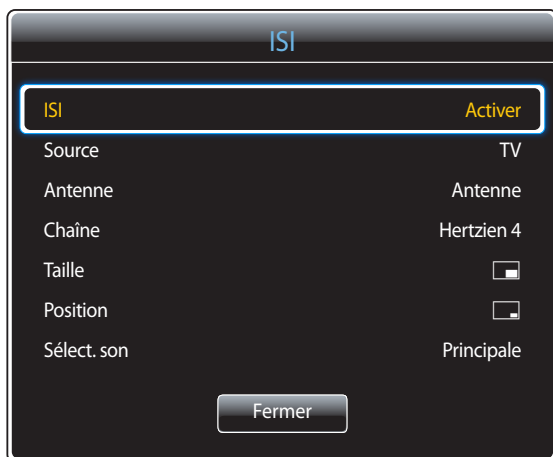 ISI
ISI Activer
Source TV
Antenne Antenne
Chaîne Hertzien 4
Taille
Position
Sélect. son Principale
Fermer